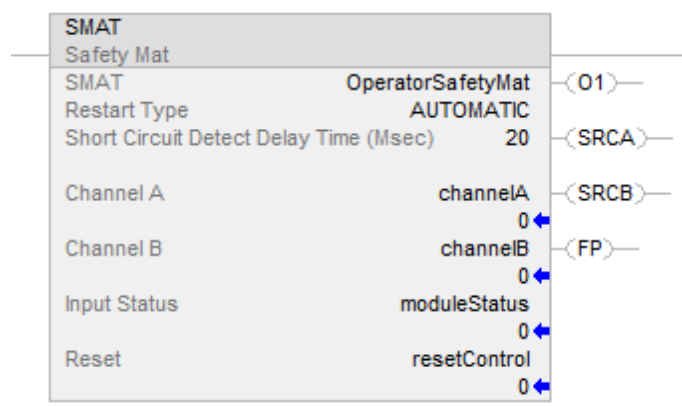 SMAT
Safety Mat
SMAT OperatorSafetyMat (O1)
Restart Type AUTOMATIC
Short Circuit Detect Delay Time (Msec) 20 (SRCA)
Channel A channelA (SRCB)
0
Channel B channelB (FP)
0
Input Status moduleStatus
0
Reset resetControl
0